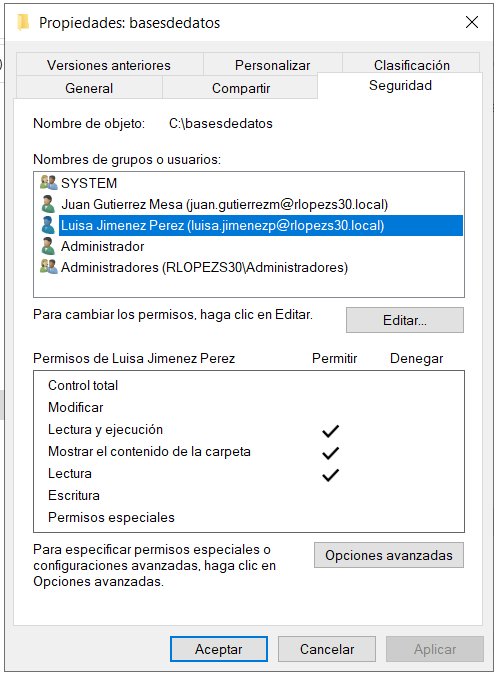 Propiedades: basesdedatos
Versiones anteriores Personalizar Clasificación
General Compartir Seguridad
Nombre de objeto: C:\basesdedatos
Nombres de grupos o usuarios:
SYSTEM
Juan Gutierrez Mesa (juan.gutierrezm@rlopezs30.local)
Luisa Jimenez Perez (luisa.jimenezp@rlopezs30.local)
Administrador
Administradores (RLOPEZS30\Administradores)
Para cambiar los permisos, haga clic en Editar. Editar...
Permisos de Luisa Jimenez Perez Permitir Denegar
Control total
Modificar
Lectura y ejecución
Mostrar el contenido de la carpeta
Lectura
Escritura
Permisos especiales
Para especificar permisos especiales o
configuraciones avanzadas, haga clic en
Opciones avanzadas.
Opciones avanzadas
Aceptar Cancelar Aplicar